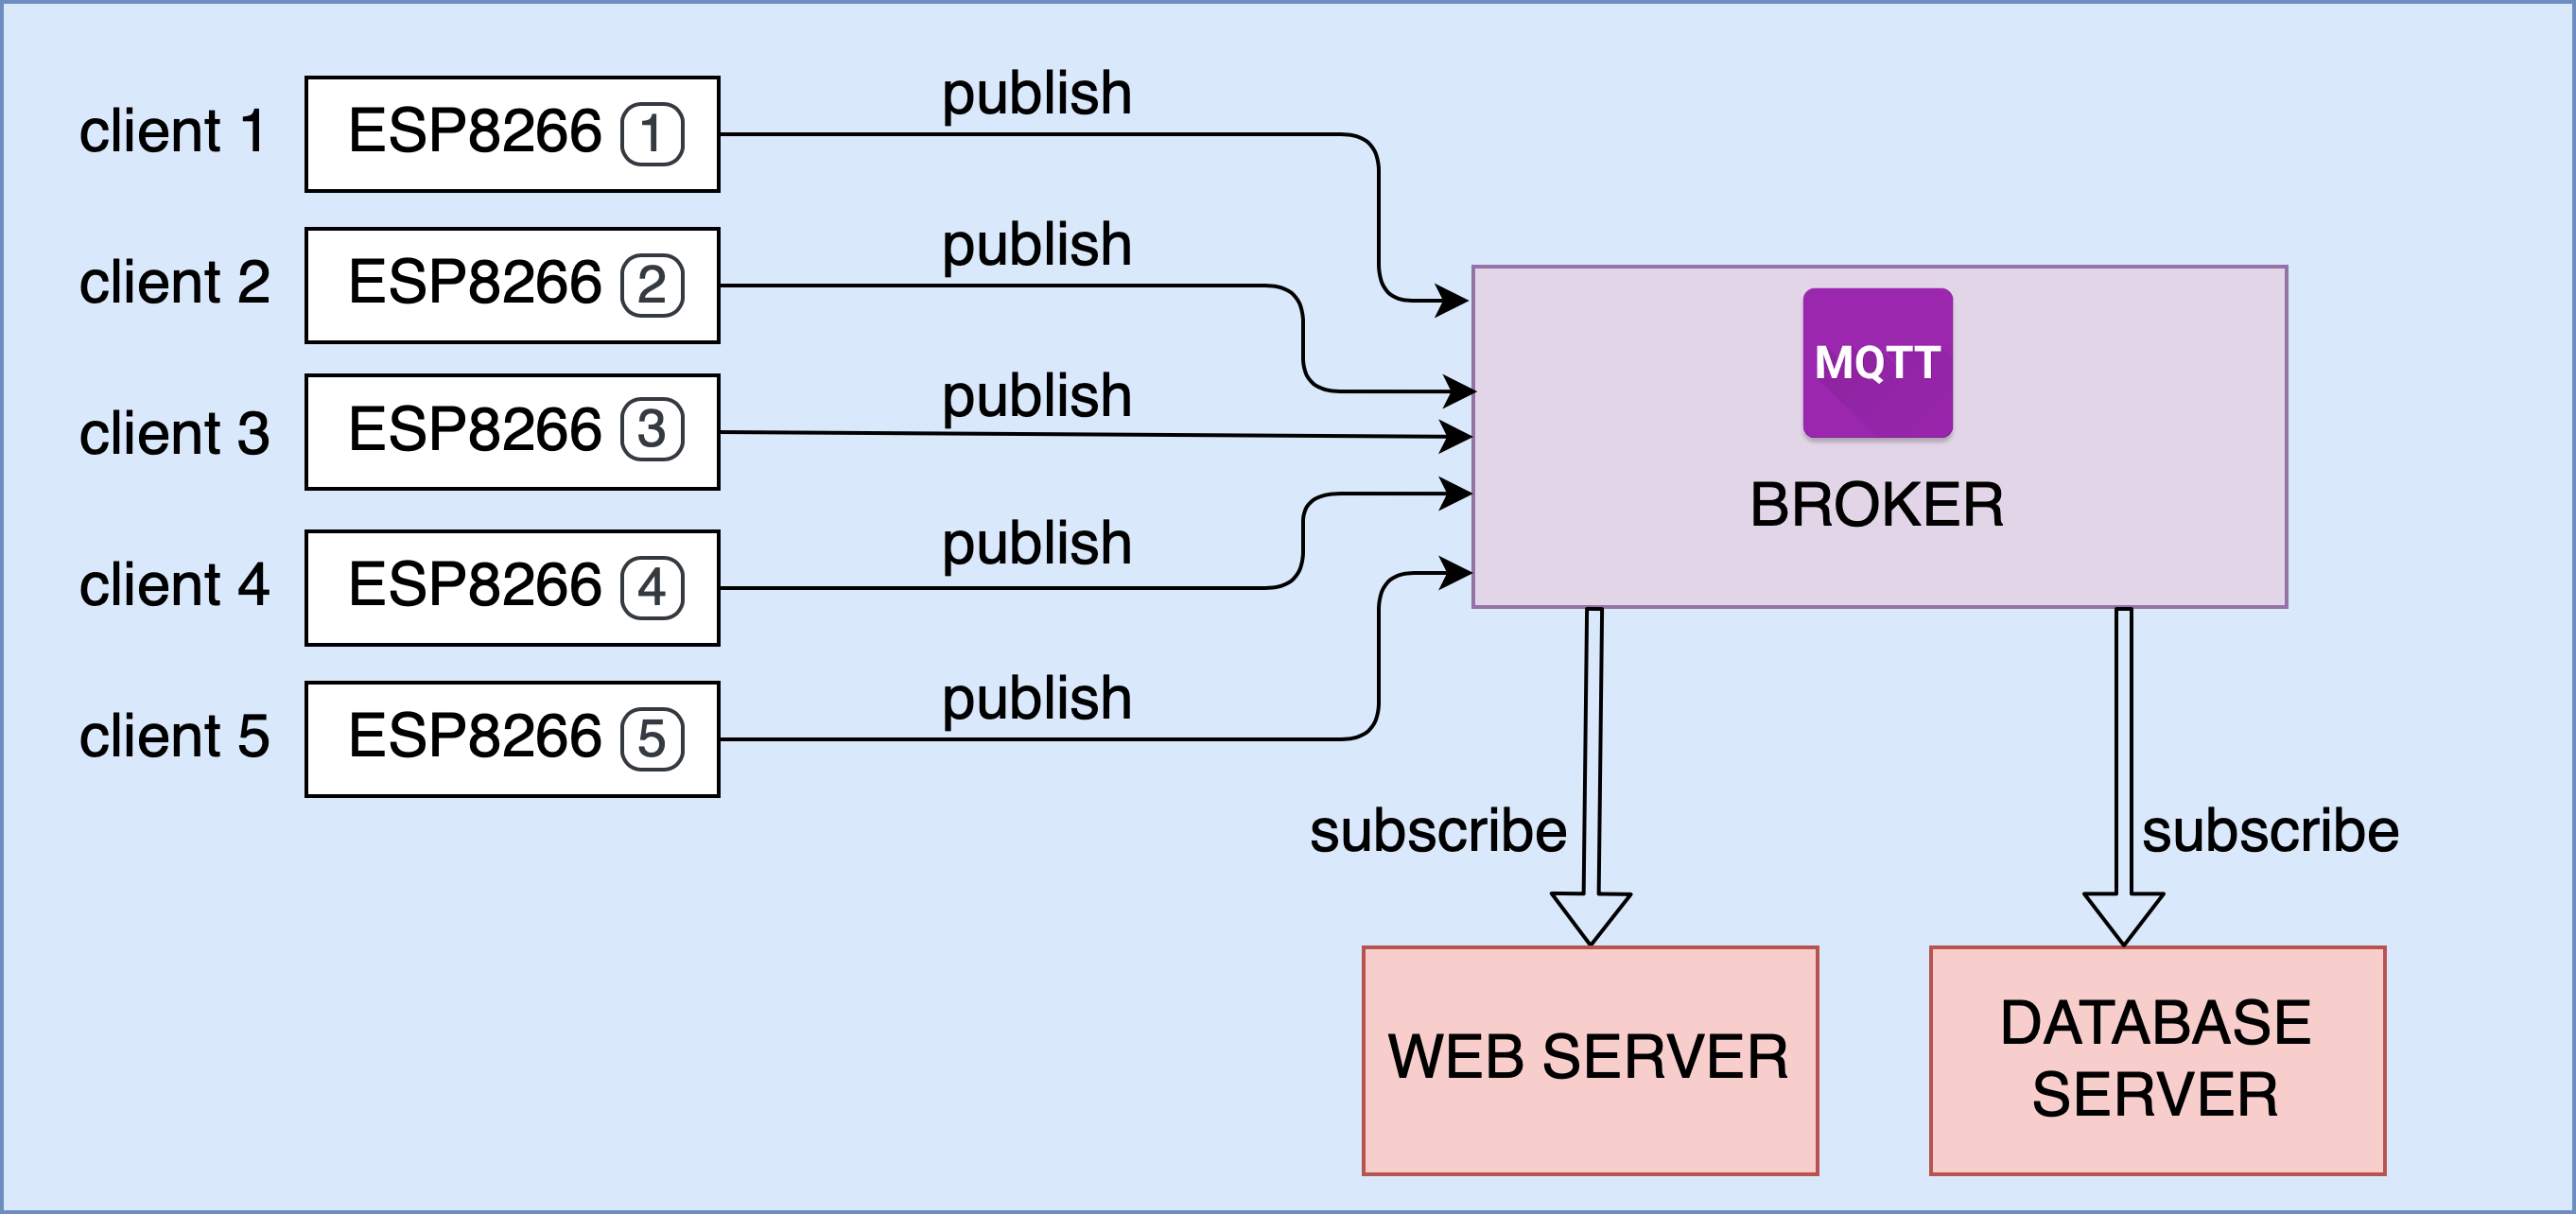 client 1 ESP8266 1 publish
client 2 ESP8266 2 publish
client 3 ESP8266 3 publish
client 4 ESP8266 4 publish
client 5 ESP8266 5 publish
MQTT
BROKER
subscribe subscribe
WEB SERVER
DATABASE
SERVER